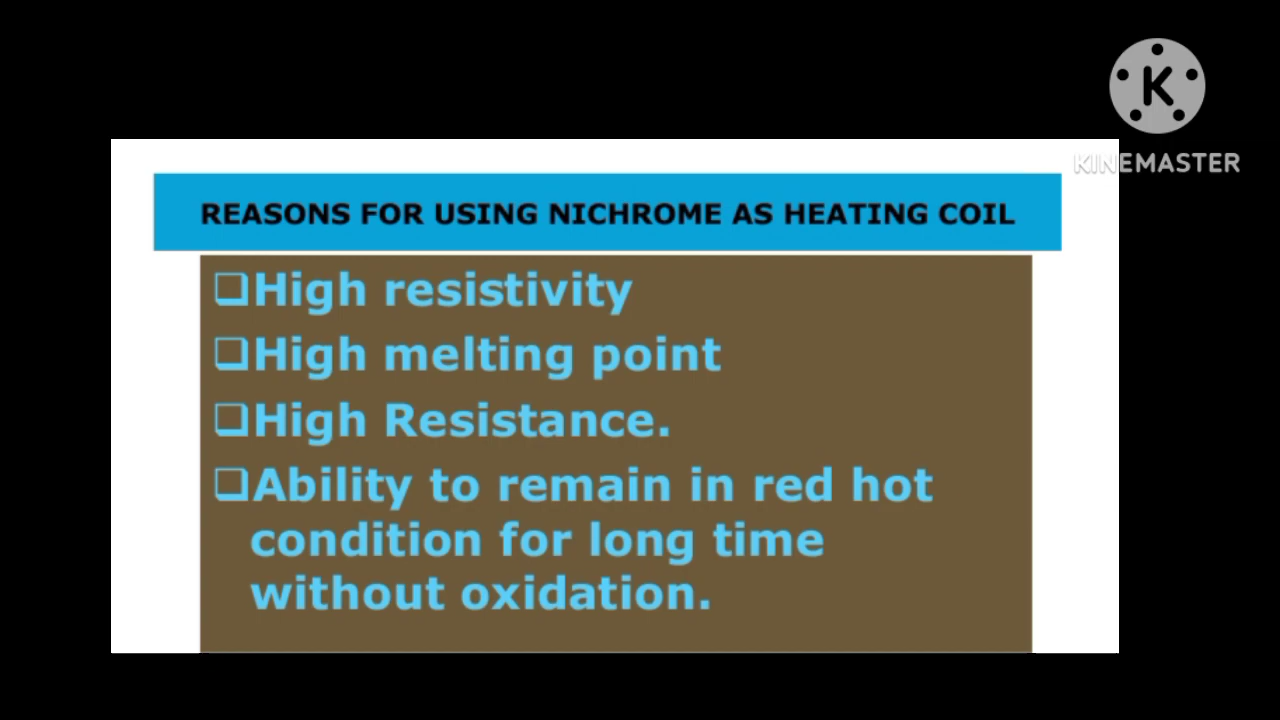 K
KINEMASTER
REASONS FOR USING NICHROME AS HEATING COIL
❑High resistivity
❑High melting point
❑High Resistance.
❑Ability to remain in red hot
condition for long time
without oxidation.